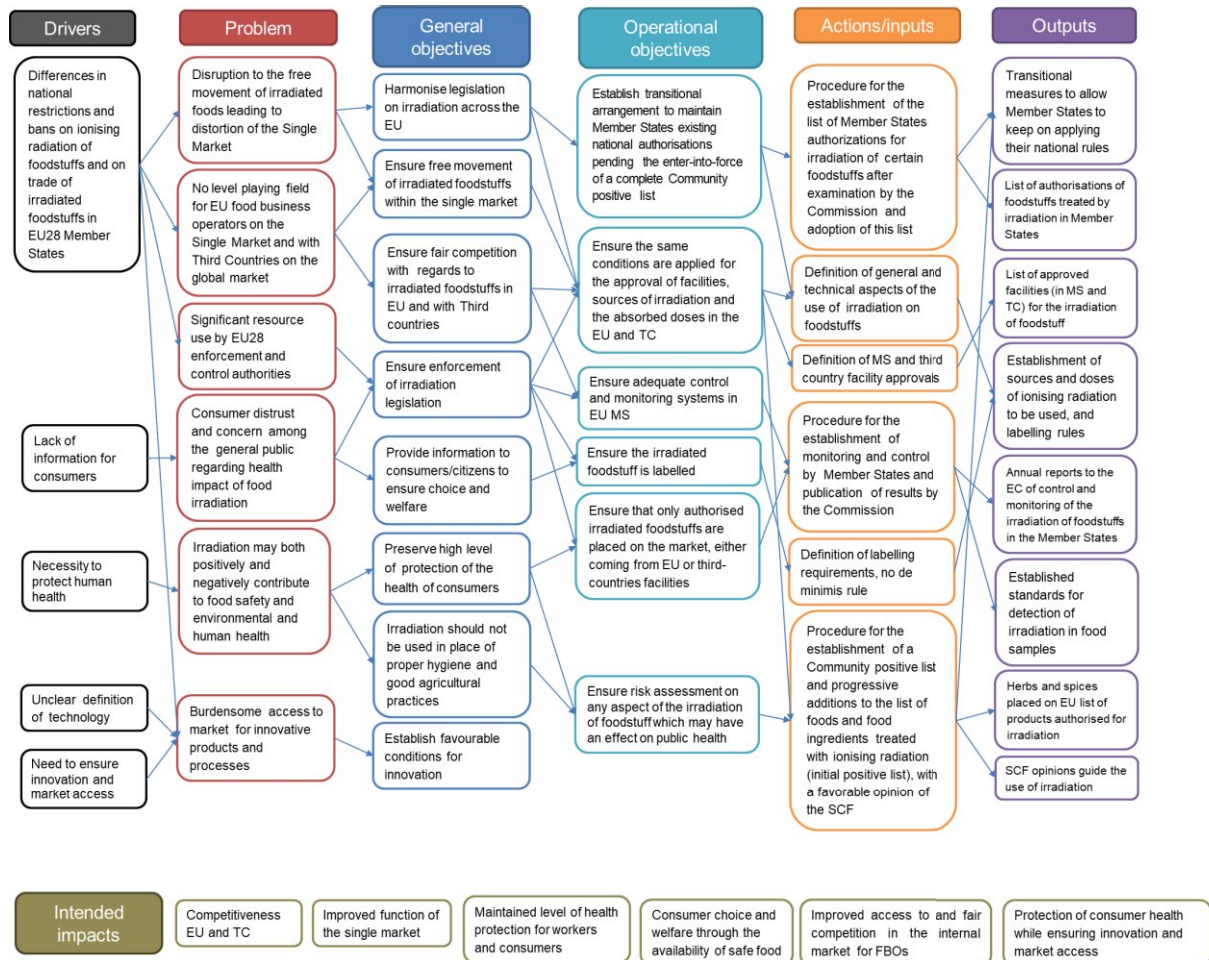 Drivers
Differences in
national
restrictions and
bans on ionising
radiation of
foodstuffs and on
trade of
irradiated
foodstuffs in
EU28 Member
States
Lack of
information for
consumers
Necessity to
protect human
health
Unclear definition
of technology
Need to ensure
innovation and
market access
Problem
Disruption to the free
movement of irradiated
foods leading to
distortion of the Single
Market
No level playing field
for EU food business
operators on the
Single Market and with
Third Countries on the
global market
Significant resource
use by EU28
enforcement and
control authorities
Consumer distrust
and concern among
the general public
regarding health
impact of food
irradiation
Irradiation may both
positively and
negatively contribute
to food safety and
environmental and
human health
Burdensome access to
market for innovative
products and
processes
General
objectives
Harmonise legislation
on irradiation across the
EU
Ensure free movement
of irradiated foodstuffs
within the single market
Ensure fair competition
with regards to
irradiated foodstuffs in
EU and with Third
countries
Ensure enforcement
of irradiation
legislation
Provide information to
consumers/citizens to
ensure choice and
welfare
Preserve high level
of protection of the
health of consumers
Irradiation should not
be used in place of
proper hygiene and
good agricultural
practices
Establish favourable
conditions for
innovation
Operational
objectives
Establish transitional
arrangement to maintain
Member States existing
national authorisations
pending the enter-into-force
of a complete Community
positive list
Ensure the same
conditions are applied for
the approval of facilities,
sources of irradiation and
the absorbed doses in the
EU and TC
Ensure adequate control
and monitoring systems in
EU MS
Ensure the irradiated
foodstuff is labelled
Ensure that only authorised
irradiated foodstuffs are
placed on the market, either
coming from EU or third-
countries facilities
Ensure risk assessment on
any aspect of the irradiation
of foodstuff which may have
an effect on public health
Actions/inputs
Procedure for the
establishment of the
list of Member States
authorizations for
irradiation of certain
foodstuffs after
examination by the
Commission and
adoption of this list
Definition of general and
technical aspects of the
use of irradiation on
foodstuffs
Definition of MS and third
country facility approvals
Procedure for the
establishment of
monitoring and control
by Member States and
publication of results by
the Commission
Definition of labelling
requirements, no de
minimis rule
Procedure for the
establishment of a
Community positive list
and progressive
additions to the list of
foods and food
ingredients treated
with ionising radiation
(initial positive list), with
a favorable opinion of
the SCF
Outputs
Transitional
measures to allow
Member States to
keep on applying
their national rules
List of authorisations of
foodstuffs treated by
irradiation in Member
States
List of approved
facilities (in MS and
TC) for the irradiation
of foodstuff
Establishment of
sources and doses
of ionising radiation
to be used, and
labelling rules
Annual reports to the
EC of control and
monitoring of the
irradiation of foodstuffs
in the Member States
Established
standards for
detection of
irradiation in food
samples
Herbs and spices
placed on EU list of
products authorised for
irradiation
SCF opinions guide the
use of irradiation
Intended
impacts
Competitiveness
EU and TC
Improved function of
the single market
Maintained level of health
protection for workers
and consumers
Consumer choice and
welfare through the
availability of safe food
Improved access to and fair
competition in the internal
market for FBOs
Protection of consumer health
while ensuring innovation and
market access